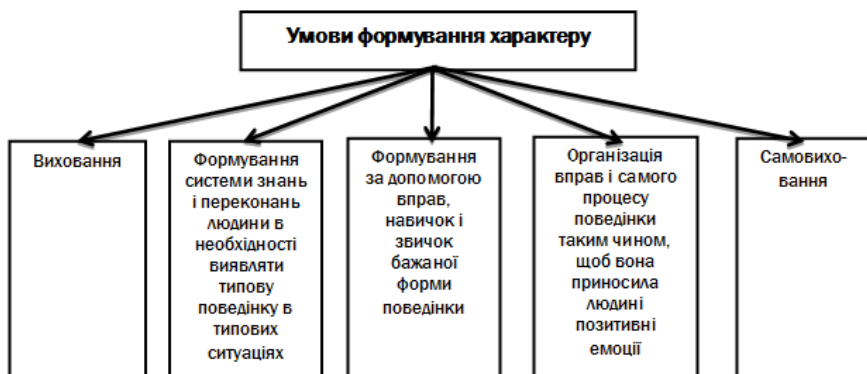 Умови формування характеру
Виховання
Формування
системи знань
і переконань
людини в
необхідності
виявляти
типову
поведінку в
типових
ситуаціях
Формування
за допомогою
вправ,
навичок і
звичок
бажаної
форми
поведінки
Організація
вправ і самого
процесу
поведінки
таким чином,
щоб вона
приносила
людині
позитивні
емоції
Самовихо-
вання